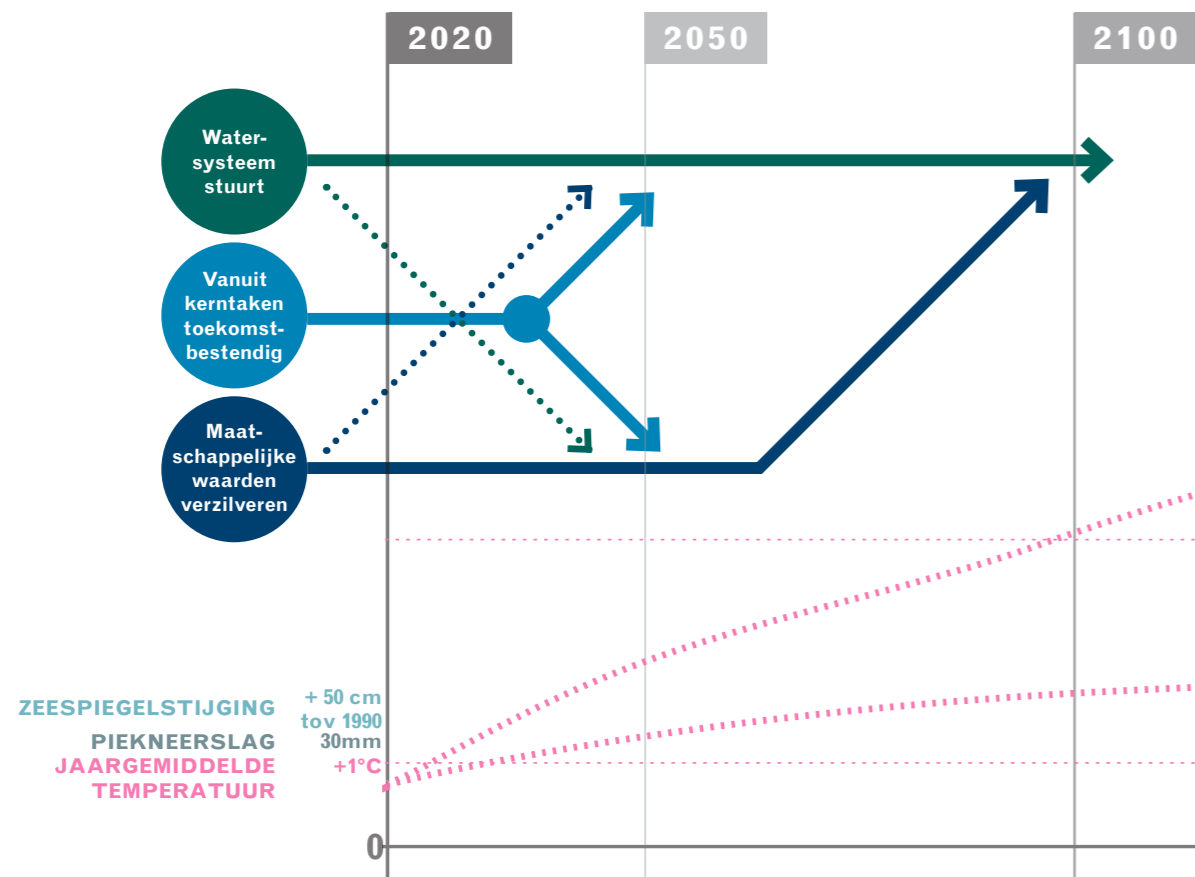 2020
2050
2100
Water-
systeem
stuurt
Vanuit
kerntaken
toekomst-
bestendig
Maat-
schappelijke
waarden
verzilveren
ZEESPIEGELSTIJGING
+ 50 cm
tov 1990
PIEKNEERSLAG
30mm
JAARGEMIDDELDE
TEMPERATUUR
+1°C
0